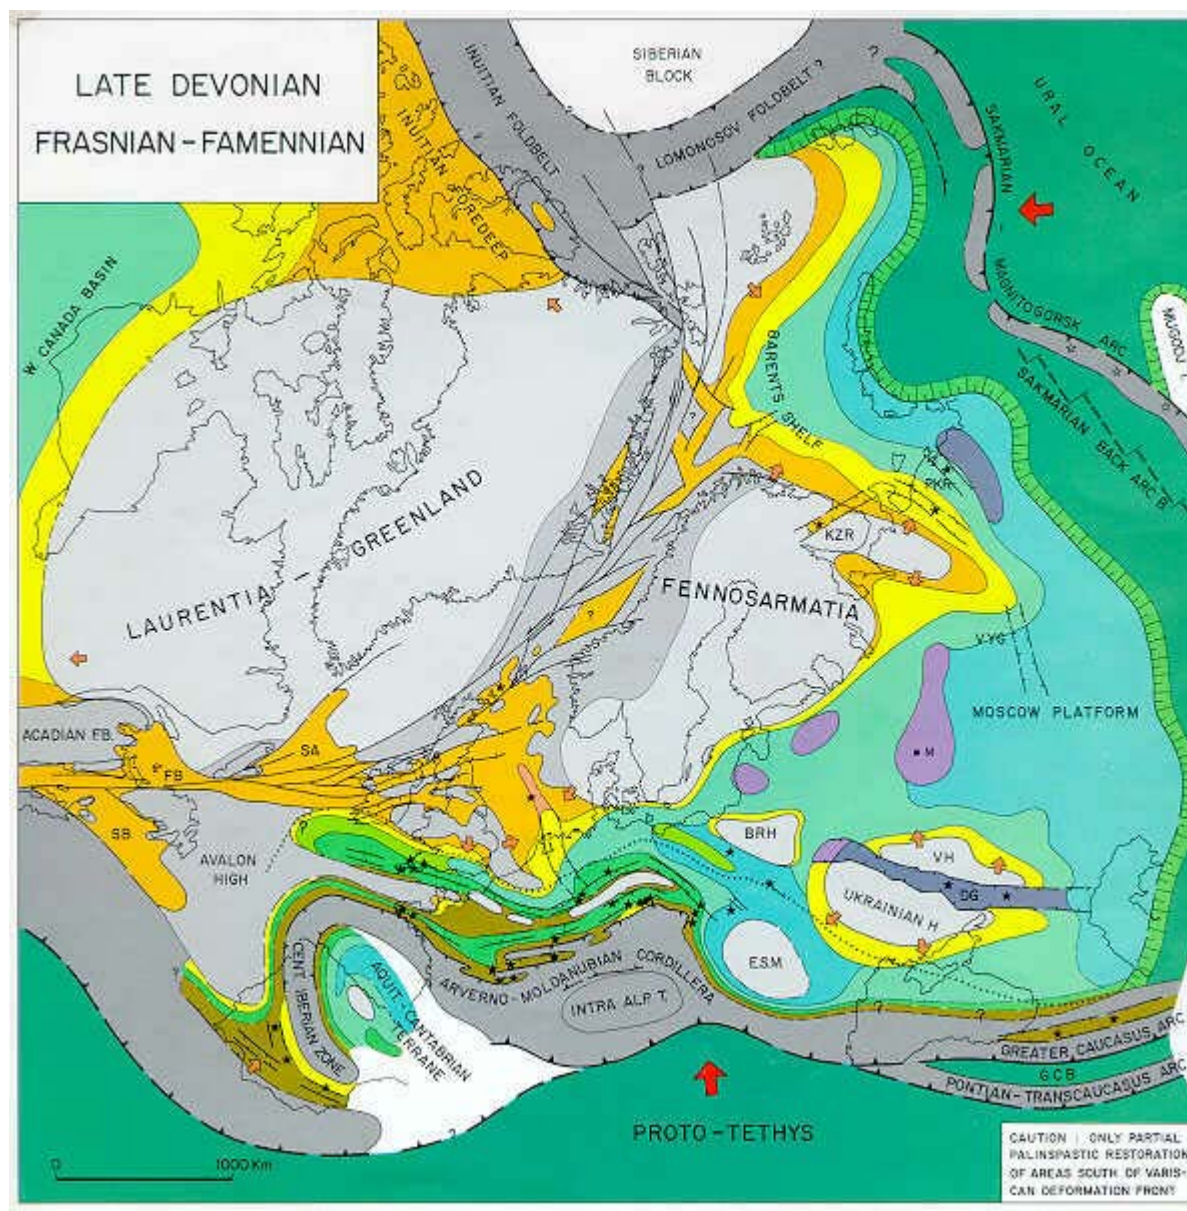 LATE DEVONIAN
FRASNIAN-FAMENNIAN
INUITIAN FOREDEEP
INUITIAN FOLDBELT
SIBERIAN
BLOCK
LOMONOSOV FOLDBELT ?
?
SAKMARIAN -
MAGNITOGORSK ARC
URAL
OCEAN
MUGODJ
SAKMARIAN BACK ARC B
W CANADA BASIN
BARENTS SHELF
LAURENTIA - GREENLAND
FENNOSARMATIA
PKR
KZR
VYG
MOSCOW PLATFORM
M
ACADIAN F.B.
FB
SA
SB
AVALON
HIGH
?
?
?
BRH
VH
UKRAINIAN H.
DG
E.S.M.
CENT. IBERIAN ZONE
AQUIT.-CANTABRIAN
TERRANE
ARVERNO-MOLDANUBIAN CORDILLERA
INTRA ALP. T.
?
?
GREATER CAUCASUS ARC
GCB
PONTIAN-TRANSCAUCASUS ARC
PROTO-TETHYS
?
0 1000 Km
CAUTION : ONLY PARTIAL
PALINSPASTIC RESTORATION
OF AREAS SOUTH OF VARIS-
CAN DEFORMATION FRONT